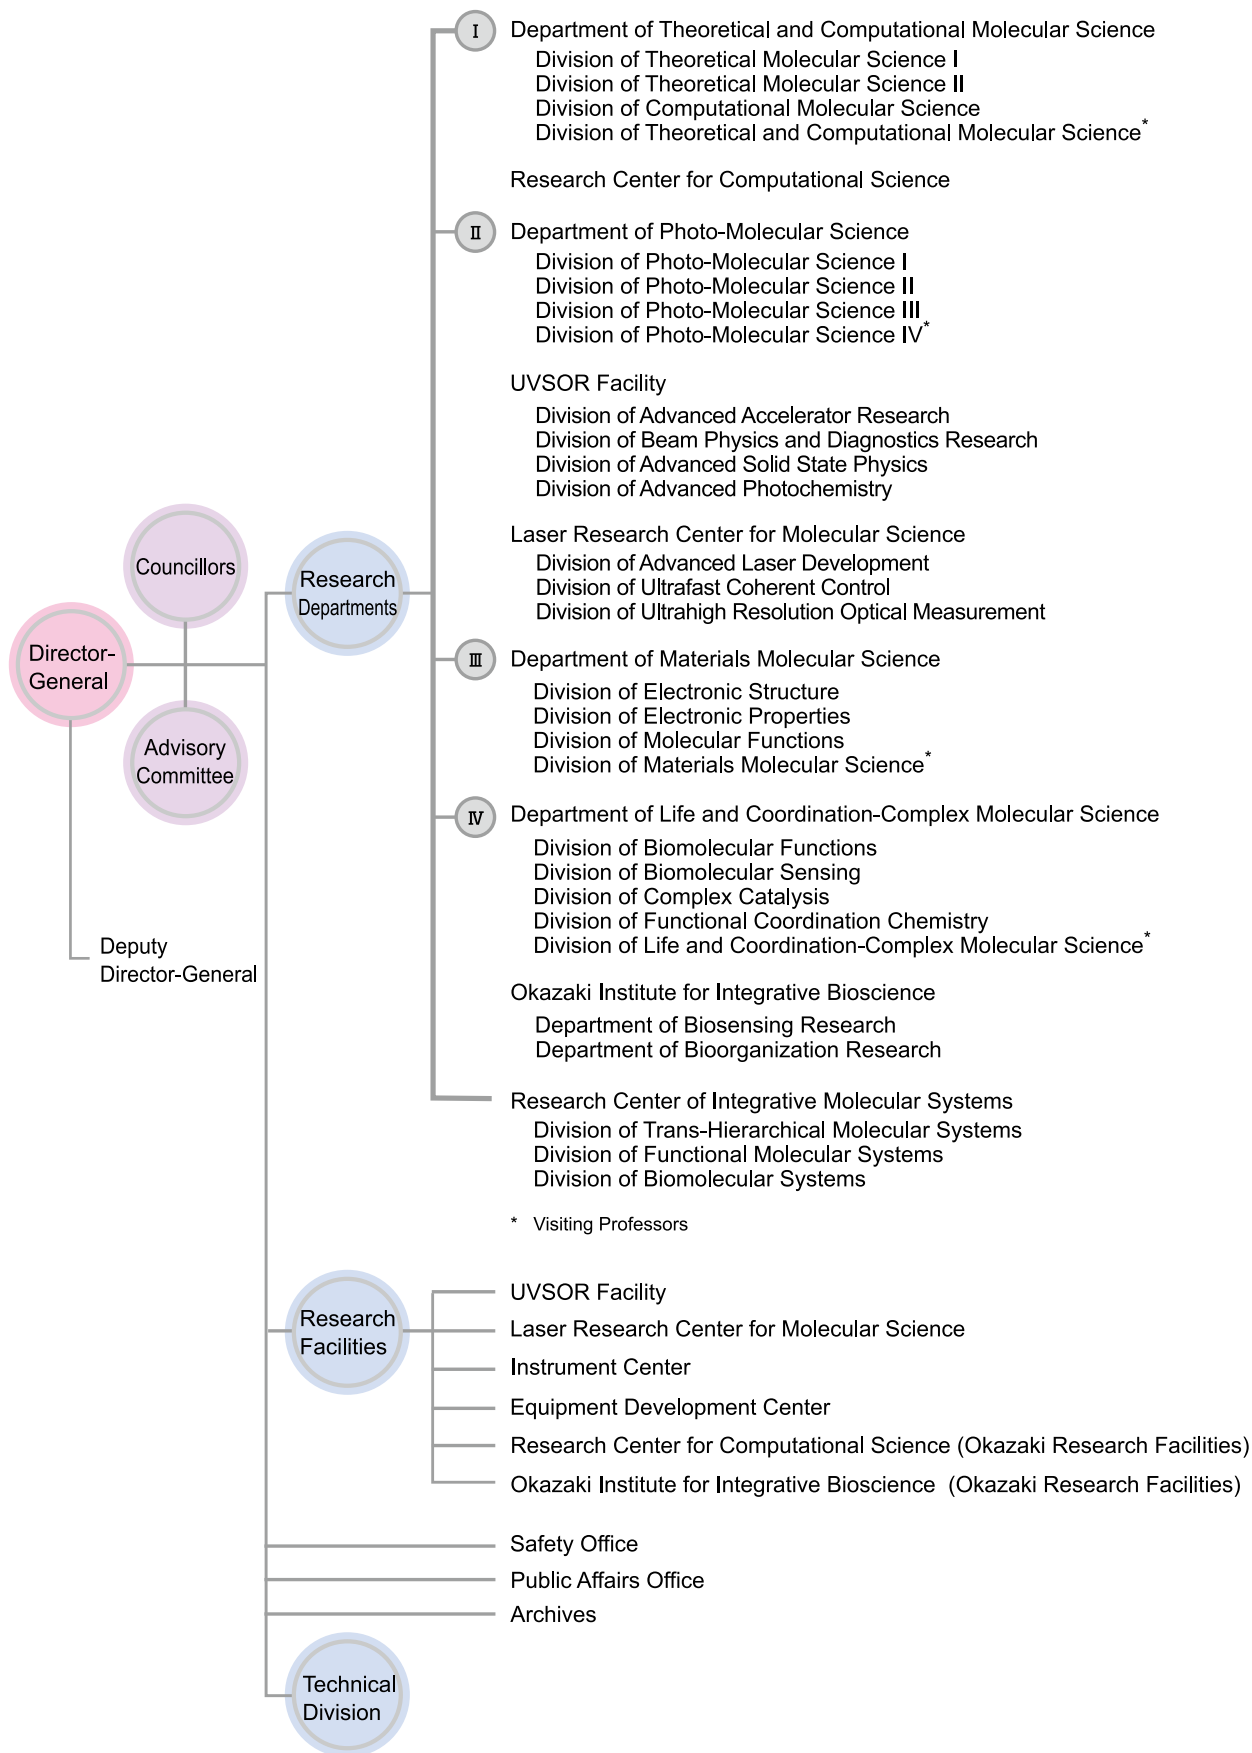 I
Department of Theoretical and Computational Molecular Science
Division of Theoretical Molecular Science I
Division of Theoretical Molecular Science II
Division of Computational Molecular Science
Division of Theoretical and Computational Molecular Science*
Research Center for Computational Science
II
Department of Photo-Molecular Science
Division of Photo-Molecular Science I
Division of Photo-Molecular Science II
Division of Photo-Molecular Science III
Division of Photo-Molecular Science IV*
UVSOR Facility
Division of Advanced Accelerator Research
Division of Beam Physics and Diagnostics Research
Division of Advanced Solid State Physics
Division of Advanced Photochemistry
Laser Research Center for Molecular Science
Division of Advanced Laser Development
Division of Ultrafast Coherent Control
Division of Ultrahigh Resolution Optical Measurement
Councillors
Research
Departments
Director-
General
Advisory
Committee
III
Department of Materials Molecular Science
Division of Electronic Structure
Division of Electronic Properties
Division of Molecular Functions
Division of Materials Molecular Science*
IV
Department of Life and Coordination-Complex Molecular Science
Division of Biomolecular Functions
Division of Biomolecular Sensing
Division of Complex Catalysis
Division of Functional Coordination Chemistry
Division of Life and Coordination-Complex Molecular Science*
Deputy
Director-General
Okazaki Institute for Integrative Bioscience
Department of Biosensing Research
Department of Bioorganization Research
Research Center of Integrative Molecular Systems
Division of Trans-Hierarchical Molecular Systems
Division of Functional Molecular Systems
Division of Biomolecular Systems
* Visiting Professors
Research
Facilities
UVSOR Facility
Laser Research Center for Molecular Science
Instrument Center
Equipment Development Center
Research Center for Computational Science (Okazaki Research Facilities)
Okazaki Institute for Integrative Bioscience (Okazaki Research Facilities)
Safety Office
Public Affairs Office
Archives
Technical
Division